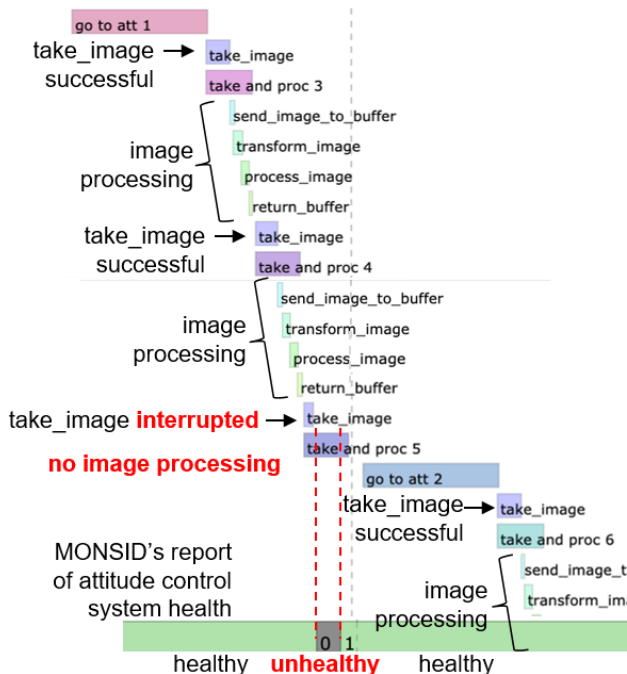 go to att 1
take_image
successful
take_image
take and proc 3
send_image_to_buffer
transform_image
image
processing
process_image
return_buffer
take_image
successful
take_image
take and proc 4
send_image_to_buffer
image
processing
transform_image
process_image
return_buffer
take_image interrupted
take_image
no image processing
take and proc 5
go to att 2
take_image
successful
take_image
take and proc 6
MONSID's report
of attitude control
system health
image
processing
send_image_t
transform_ima
0 1
healthy unhealthy healthy